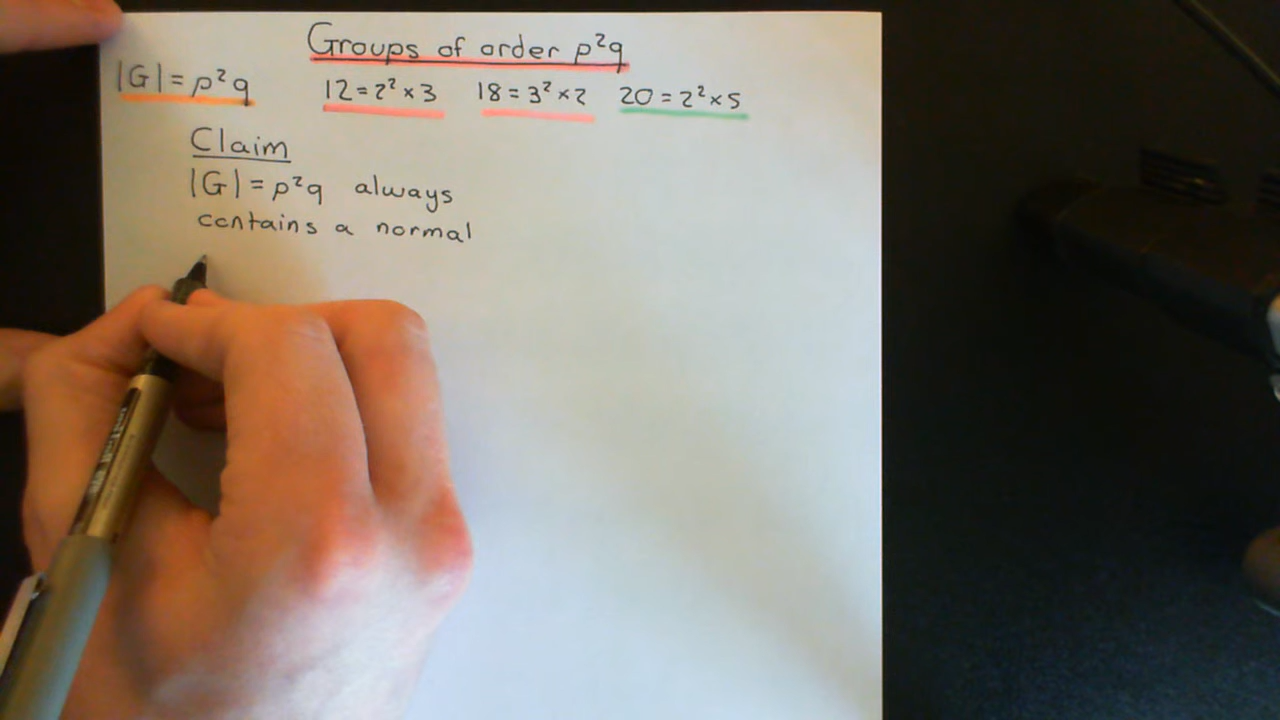 Groups of order p²q
|G| = p²q 12 = 2² × 3 18 = 3² × 2 20 = 2² × 5
Claim
|G| = p²q always
contains a normal